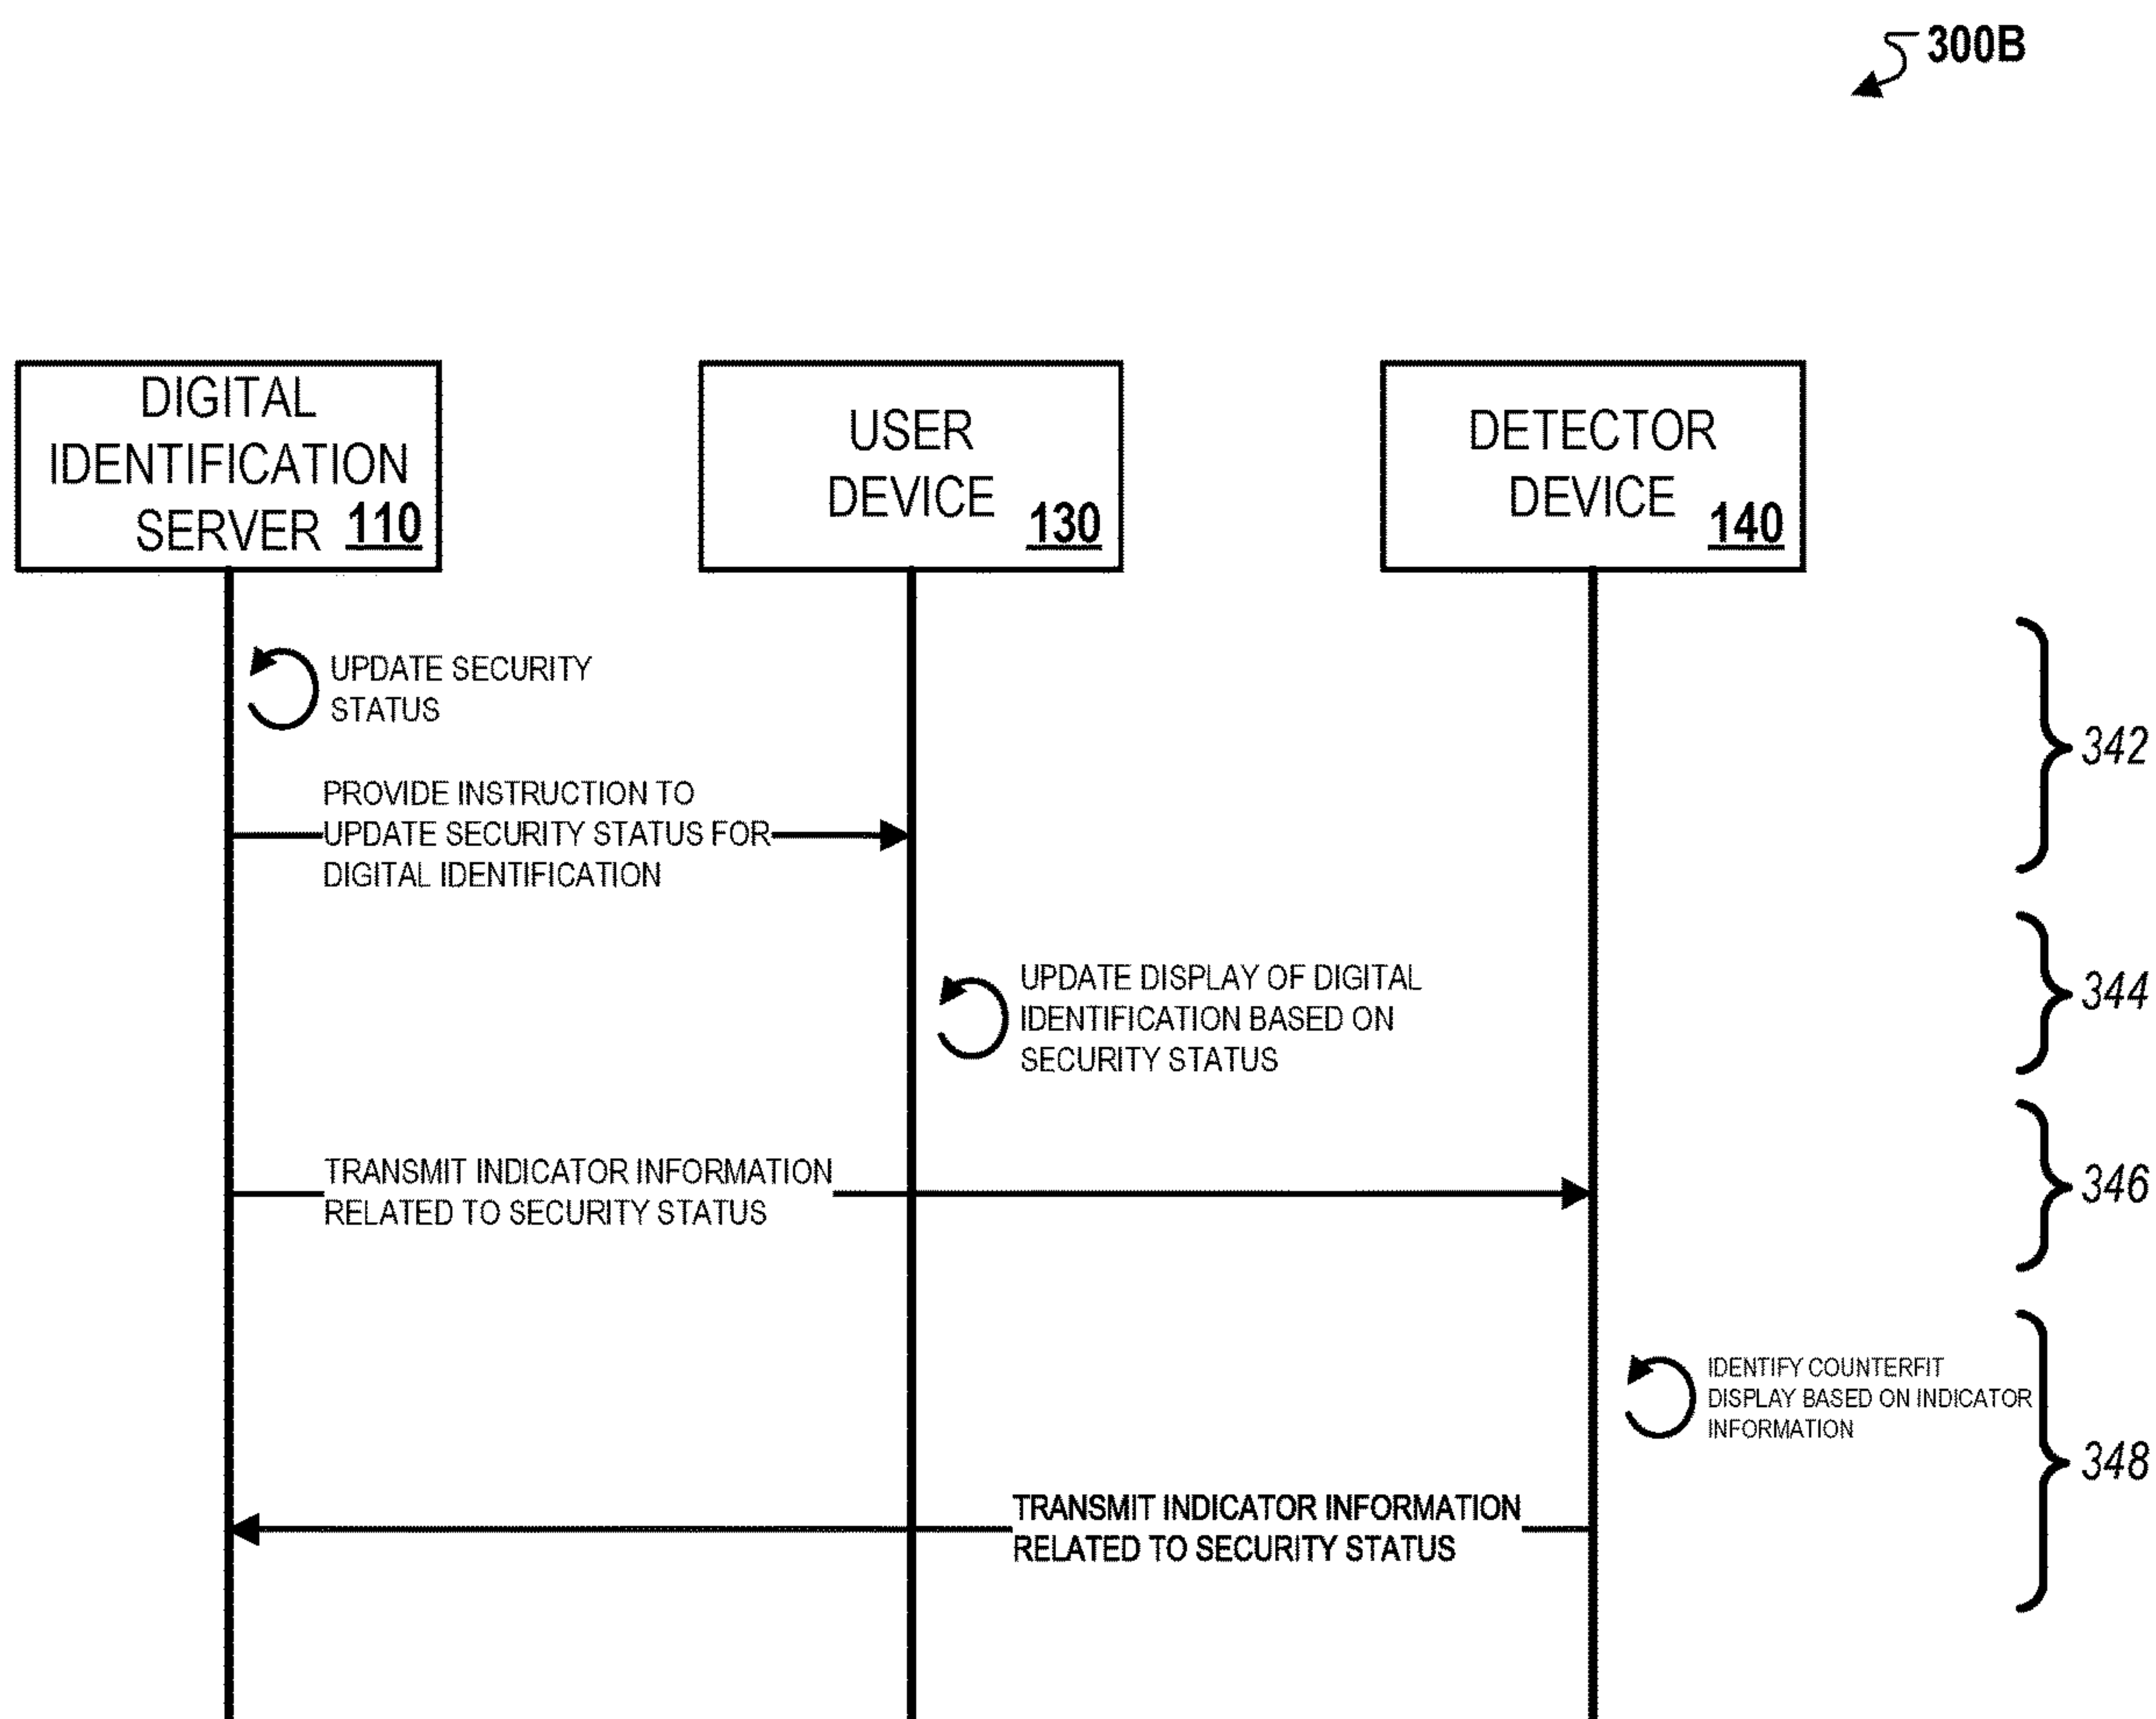 300B
DIGITAL
IDENTIFICATION
SERVER 110
USER
DEVICE 130
DETECTOR
DEVICE 140
UPDATE SECURITY
STATUS
342
PROVIDE INSTRUCTION TO
UPDATE SECURITY STATUS FOR
DIGITAL IDENTIFICATION
UPDATE DISPLAY OF DIGITAL
IDENTIFICATION BASED ON
SECURITY STATUS
344
TRANSMIT INDICATOR INFORMATION
RELATED TO SECURITY STATUS
346
IDENTIFY COUNTERFIT
DISPLAY BASED ON INDICATOR
INFORMATION
348
TRANSMIT INDICATOR INFORMATION
RELATED TO SECURITY STATUS